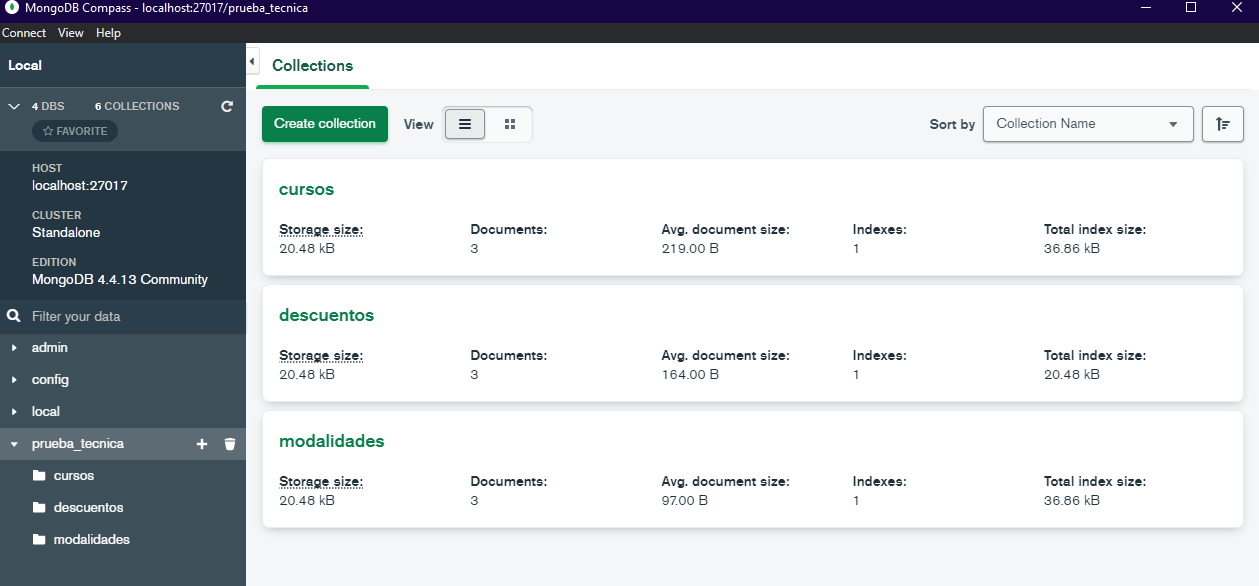 MongoDB Compass - localhost:27017/prueba_tecnica
Connect View Help
Local
4 DBS 6 COLLECTIONS
FAVORITE
HOST
localhost:27017
CLUSTER
Standalone
EDITION
MongoDB 4.4.13 Community
Filter your data
admin
config
local
prueba_tecnica
cursos
descuentos
modalidades
Collections
Create collection View Sort by Collection Name
cursos
Storage size: Documents: Avg. document size: Indexes: Total index size:
20.48 kB 3 219.00 B 1 36.86 kB
descuentos
Storage size: Documents: Avg. document size: Indexes: Total index size:
20.48 kB 3 164.00 B 1 20.48 kB
modalidades
Storage size: Documents: Avg. document size: Indexes: Total index size:
20.48 kB 3 97.00 B 1 36.86 kB